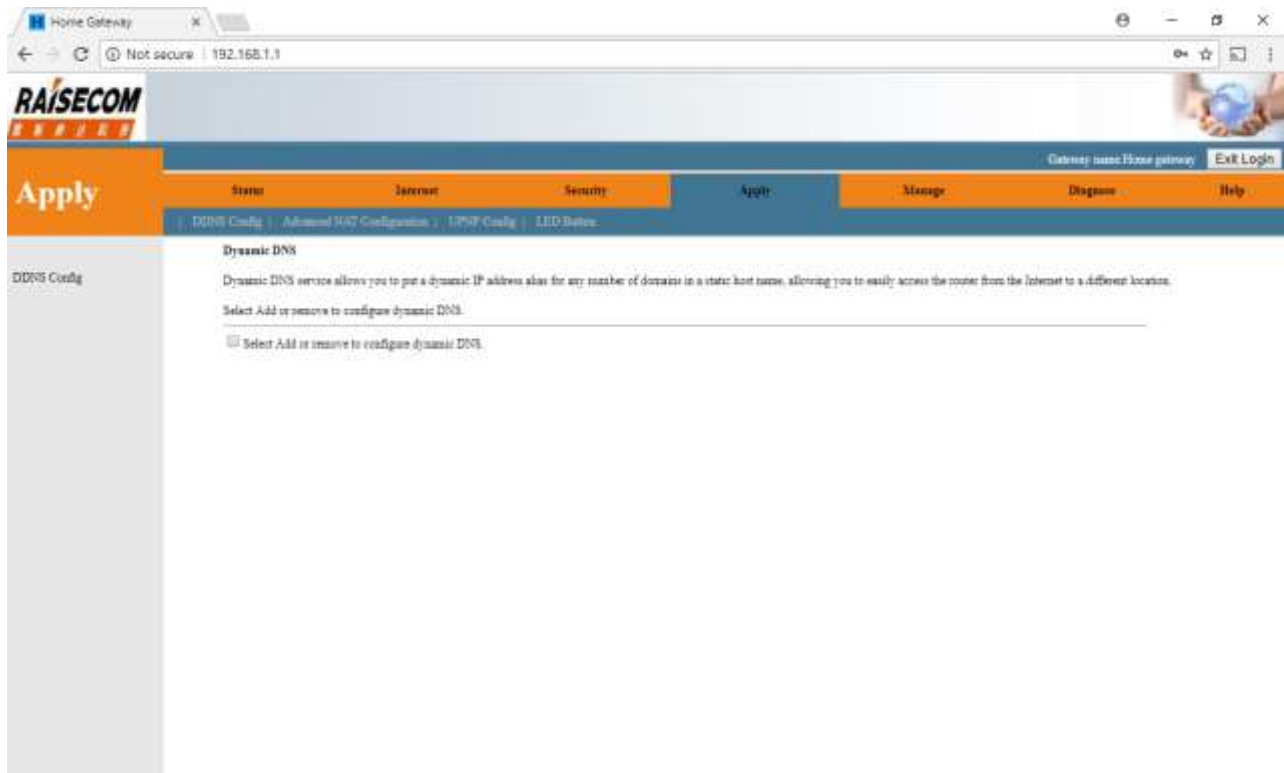 Home Gateway
Not secure | 192.168.1.1
RAISECOM
Gateway name:Home gateway Exit Login
Apply
Status Internet Security Apply Manage Diagnose Help
| DDNS Config | Advanced NAT Configuration | UPNP Config | LED Button
DDNS Config
Dynamic DNS
Dynamic DNS service allows you to put a dynamic IP address alias for any number of domains in a static host name, allowing you to easily access the router from the Internet to a different location.
Select Add or remove to configure dynamic DNS.
Select Add or remove to configure dynamic DNS.